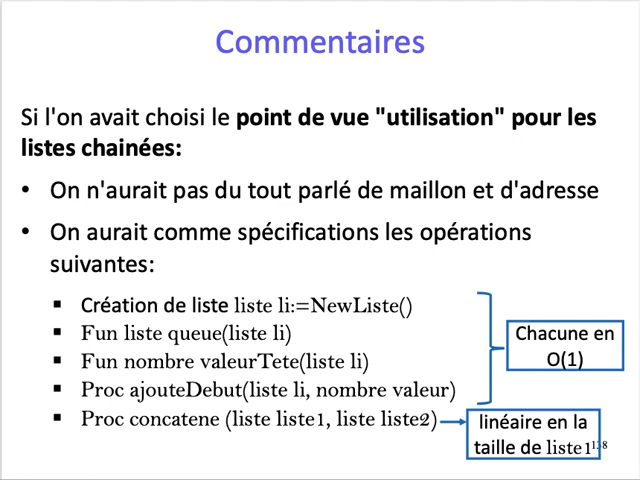 Commentaires
Si l'on avait choisi le point de vue "utilisation" pour les
listes chainées:
• On n'aurait pas du tout parlé de maillon et d'adresse
• On aurait comme spécifications les opérations
suivantes:
▪ Création de liste liste li:=NewListe()
▪ Fun liste queue(liste li)
▪ Fun nombre valeurTete(liste li)
▪ Proc ajouteDebut(liste li, nombre valeur)
▪ Proc concatene (liste liste1, liste liste2)
Chacune en
O(1)
linéaire en la
taille de liste1
138